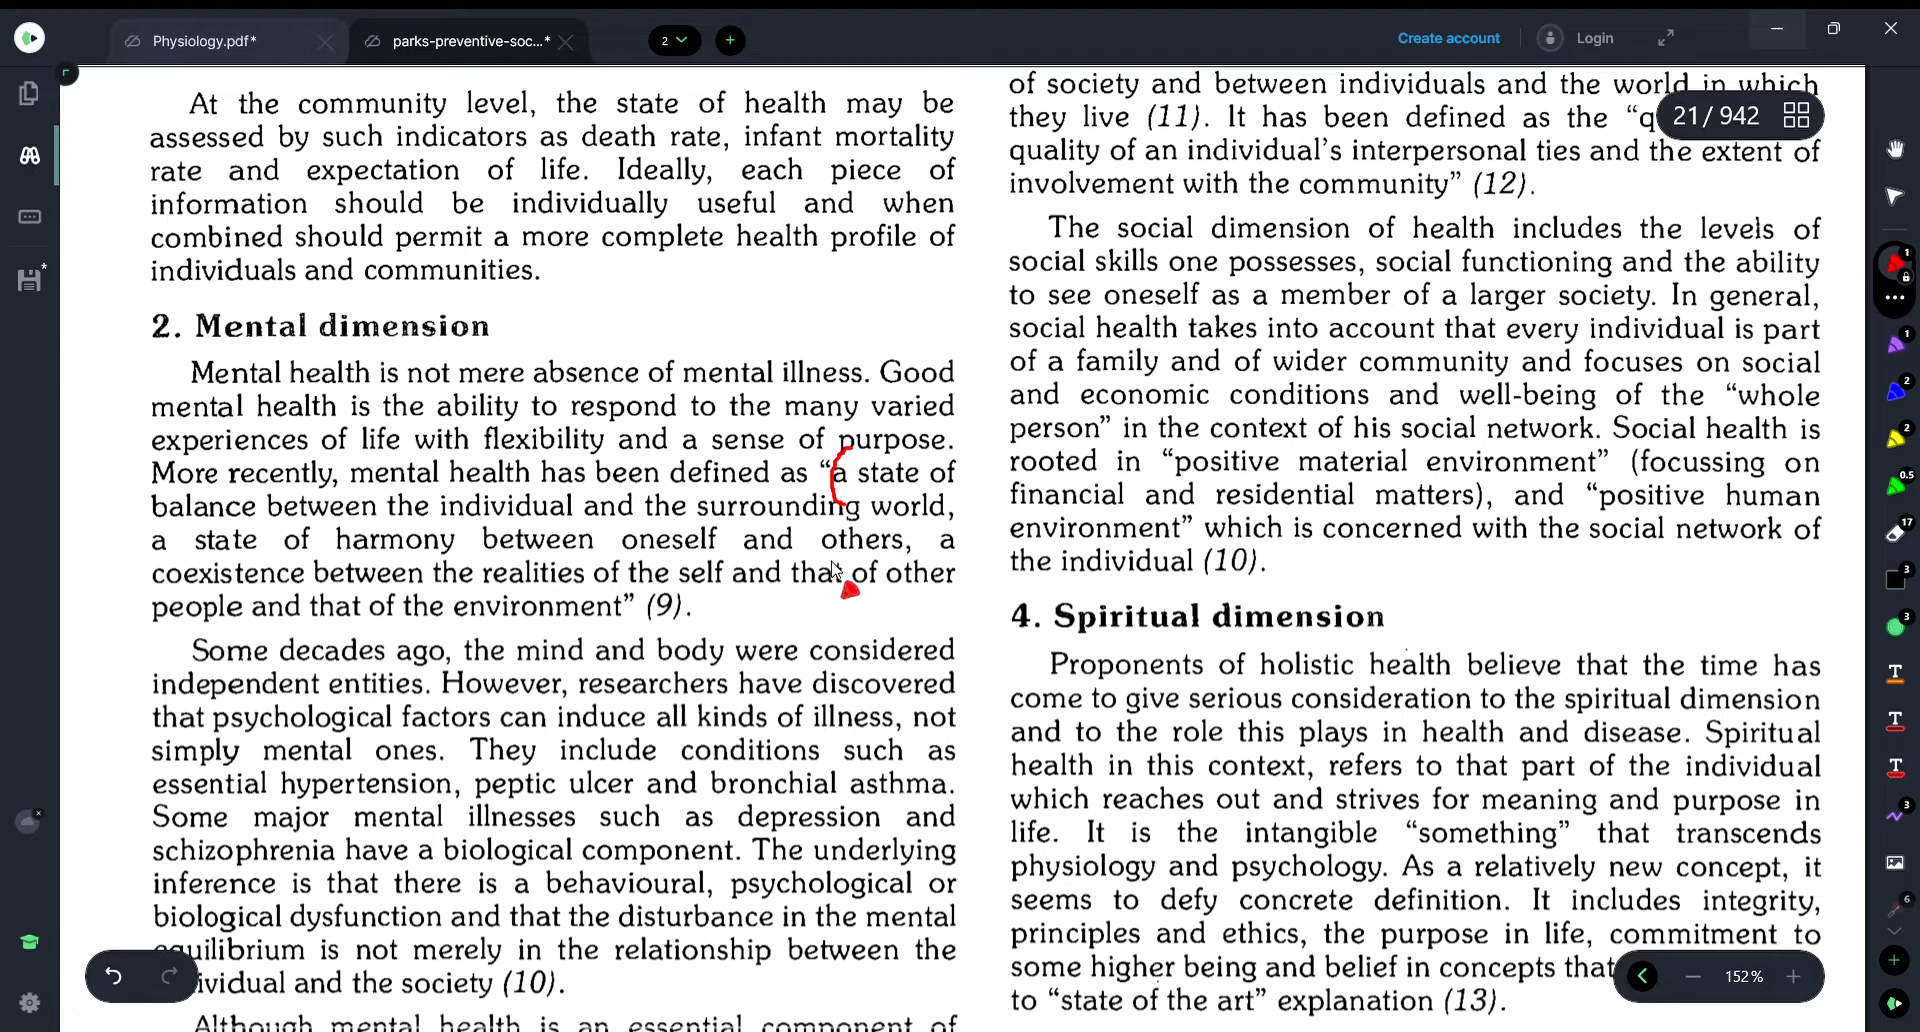 Physiology.pdf*
parks-preventive-soc...*
2
Create account
Login
21 / 942
At the community level, the state of health may be
assessed by such indicators as death rate, infant mortality
rate and expectation of life. Ideally, each piece of
information should be individually useful and when
combined should permit a more complete health profile of
individuals and communities.
2. Mental dimension
Mental health is not mere absence of mental illness. Good
mental health is the ability to respond to the many varied
experiences of life with flexibility and a sense of purpose.
More recently, mental health has been defined as “a state of
balance between the individual and the surrounding world,
a state of harmony between oneself and others, a
coexistence between the realities of the self and that of other
people and that of the environment” (9).
Some decades ago, the mind and body were considered
independent entities. However, researchers have discovered
that psychological factors can induce all kinds of illness, not
simply mental ones. They include conditions such as
essential hypertension, peptic ulcer and bronchial asthma.
Some major mental illnesses such as depression and
schizophrenia have a biological component. The underlying
inference is that there is a behavioural, psychological or
biological dysfunction and that the disturbance in the mental
equilibrium is not merely in the relationship between the
ividual and the society (10).
Although mental health is an essential component of
of society and between individuals and the world in which
they live (11). It has been defined as the “q
quality of an individual’s interpersonal ties and the extent of
involvement with the community” (12).
The social dimension of health includes the levels of
social skills one possesses, social functioning and the ability
to see oneself as a member of a larger society. In general,
social health takes into account that every individual is part
of a family and of wider community and focuses on social
and economic conditions and well-being of the “whole
person” in the context of his social network. Social health is
rooted in “positive material environment” (focussing on
financial and residential matters), and “positive human
environment” which is concerned with the social network of
the individual (10).
4. Spiritual dimension
Proponents of holistic health believe that the time has
come to give serious consideration to the spiritual dimension
and to the role this plays in health and disease. Spiritual
health in this context, refers to that part of the individual
which reaches out and strives for meaning and purpose in
life. It is the intangible “something” that transcends
physiology and psychology. As a relatively new concept, it
seems to defy concrete definition. It includes integrity,
principles and ethics, the purpose in life, commitment to
some higher being and belief in concepts that
to “state of the art” explanation (13).
152%
1
1
2
2
0.5
17
3
3
T
T
T
3
6